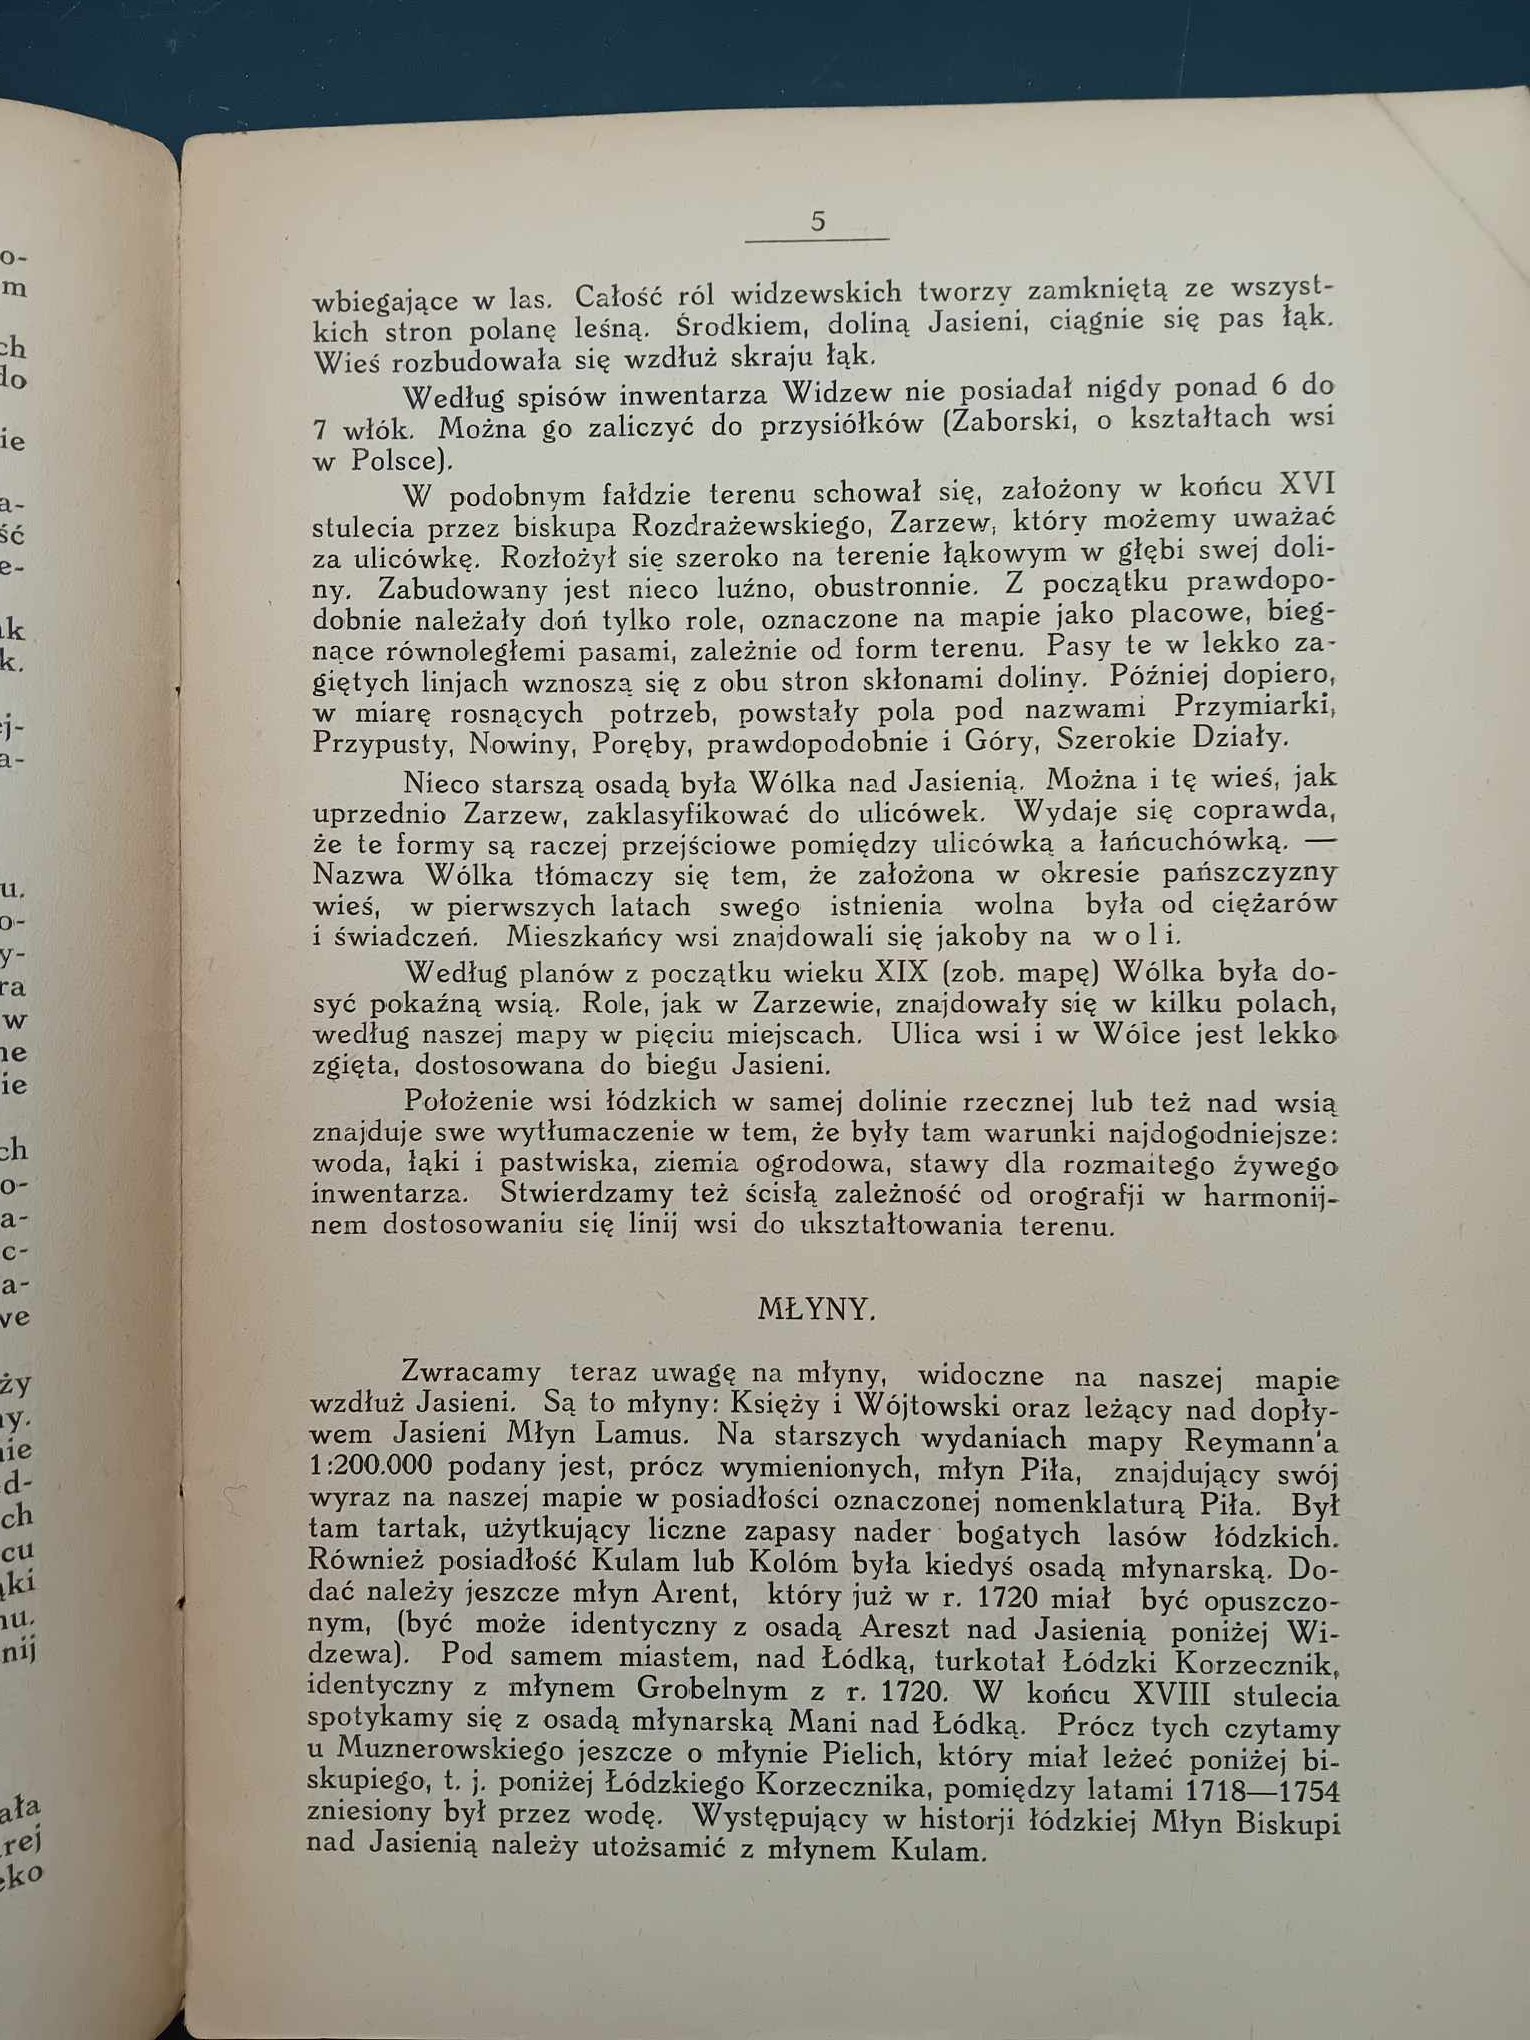 5
wbiegające w las. Całość ról widzewskich tworzy zamkniętą ze wszyst-
kich stron polanę leśną. Środkiem, doliną Jasieni, ciągnie się pas łąk.
Wieś rozbudowała się wzdłuż skraju łąk.
Według spisów inwentarza Widzew nie posiadał nigdy ponad 6 do
7 włók. Można go zaliczyć do przysiółków (Zaborski, o kształtach wsi
w Polsce).
W podobnym fałdzie terenu schował się, założony w końcu XVI
stulecia przez biskupa Rozdrażewskiego, Zarzew, który możemy uważać
za ulicówkę. Rozłożył się szeroko na terenie łąkowym w głębi swej doli-
ny. Zabudowany jest nieco luźno, obustronnie. Z początku prawdopo-
dobnie należały doń tylko role, oznaczone na mapie jako placowe, bieg-
nące równoległemi pasami, zależnie od form terenu. Pasy te w lekko za-
giętych linjach wznoszą się z obu stron skłonami doliny. Później dopiero,
w miarę rosnących potrzeb, powstały pola pod nazwami Przymiarki,
Przypusty, Nowiny, Poręby, prawdopodobnie i Góry, Szerokie Działy.
Nieco starszą osadą była Wólka nad Jasienią. Można i tę wieś, jak
uprzednio Zarzew, zaklasyfikować do ulicówek. Wydaje się coprawda,
że te formy są raczej przejściowe pomiędzy ulicówką a łańcuchówką. —
Nazwa Wólka tłómaczy się tem, że założona w okresie pańszczyzny
wieś, w pierwszych latach swego istnienia wolna była od ciężarów
i świadczeń. Mieszkańcy wsi znajdowali się jakoby na w o l i.
Według planów z początku wieku XIX (zob. mapę) Wólka była do-
syć pokaźną wsią. Role, jak w Zarzewie, znajdowały się w kilku polach,
według naszej mapy w pięciu miejscach. Ulica wsi i w Wólce jest lekko
zgięta, dostosowana do biegu Jasieni.
Położenie wsi łódzkich w samej dolinie rzecznej lub też nad wsią
znajduje swe wytłumaczenie w tem, że były tam warunki najdogodniejsze:
woda, łąki i pastwiska, ziemia ogrodowa, stawy dla rozmaitego żywego
inwentarza. Stwierdzamy też ścisłą zależność od orografji w harmonij-
nem dostosowaniu się linij wsi do ukształtowania terenu.
MŁYNY.
Zwracamy teraz uwagę na młyny, widoczne na naszej mapie
wzdłuż Jasieni. Są to młyny: Księży i Wójtowski oraz leżący nad dopły-
wem Jasieni Młyn Lamus. Na starszych wydaniach mapy Reymann'a
1:200.000 podany jest, prócz wymienionych, młyn Piła, znajdujący swój
wyraz na naszej mapie w posiadłości oznaczonej nomenklaturą Piła. Był
tam tartak, użytkujący liczne zapasy nader bogatych lasów łódzkich.
Również posiadłość Kulam lub Kolóm była kiedyś osadą młynarską. Do-
dać należy jeszcze młyn Arent, który już w r. 1720 miał być opuszczo-
nym, (być może identyczny z osadą Areszt nad Jasienią poniżej Wi-
dzewa). Pod samem miastem, nad Łódką, turkotał Łódzki Korzecznik,
identyczny z młynem Grobelnym z r. 1720. W końcu XVIII stulecia
spotykamy się z osadą młynarską Mani nad Łódką. Prócz tych czytamy
u Muznerowskiego jeszcze o młynie Pielich, który miał leżeć poniżej bi-
skupiego, t. j. poniżej Łódzkiego Korzecznika, pomiędzy latami 1718—1754
zniesiony był przez wodę. Występujący w historji łódzkiej Młyn Biskupi
nad Jasienią należy utożsamić z młynem Kulam.